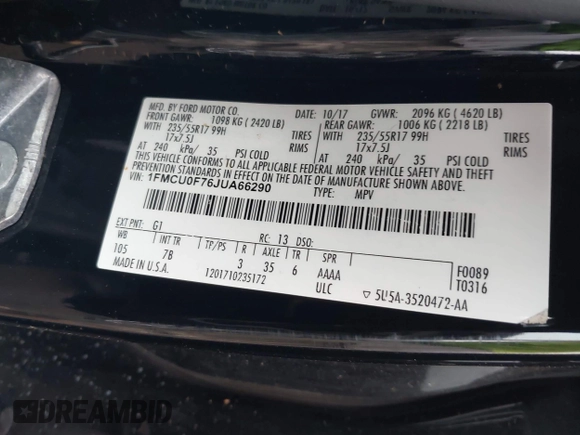 MFD. BY FORD MOTOR CO.
10/17 GVWR: 2096 KG ( 4620 LB)
FRONT GAWR: 1098 KG ( 2420 LB) REAR GAWR: 1006 KG ( 2218 LB)
WITH 235/55R17 99H TIRES WITH 235/55R17 99H TIRES
17x7.5J RIMS 17x7.5J RIMS
AT 240 kPa/ 35 PSI COLD AT 240 kPa/ 35 PSI COLD
THIS VEHICLE CONFORMS TO ALL APPLICABLE FEDERAL MOTOR VEHICLE SAFETY AND THEFT PREVENTION STANDARDS IN EFFECT ON THE DATE OF MANUFACTURE SHOWN ABOVE.
VIN: 1FMCU0F76JUA66290
TYPE: MPV
EXT PNT: G1 RC: 13 DSO:
WB INT TR TP/PS R AXLE TR SPR
105 7B 3 35 6 AAAA
F0089
T0316
MADE IN U.S.A. 1201710235172 ULC
5U5A-3520472-AA
DREAMBID